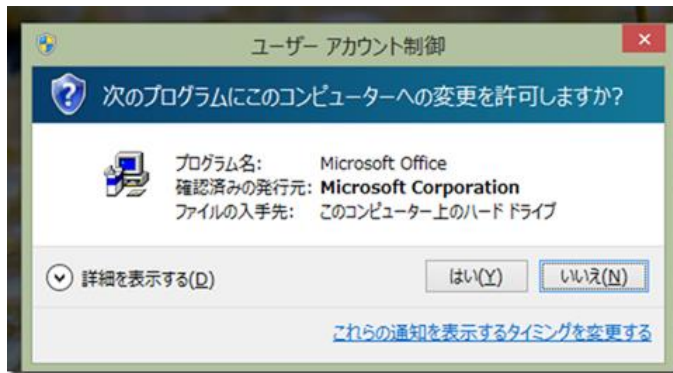 ユーザー アカウント制御
次のプログラムにこのコンピューターへの変更を許可しますか?
プログラム名: Microsoft Office
確認済みの発行元: Microsoft Corporation
ファイルの入手先: このコンピューター上のハード ドライブ
詳細を表示する(D) はい(Y) いいえ(N)
これらの通知を表示するタイミングを変更する